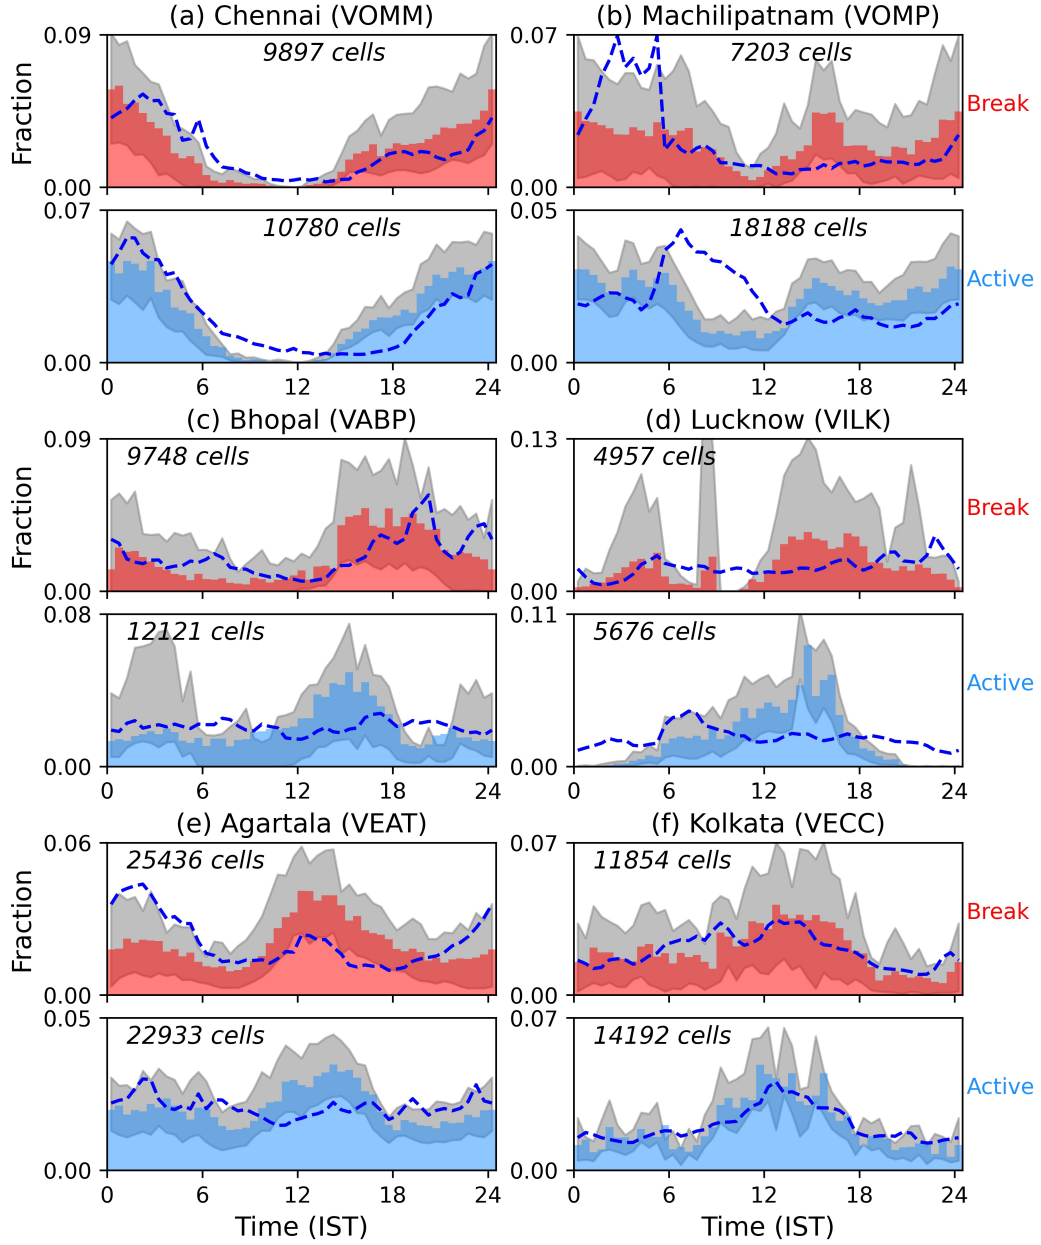 (a) Chennai (VOMM)
(b) Machilipatnam (VOMP)
0.09
9897 cells
0.07
7203 cells
Fraction
Break
0.00
0.00
0.07
10780 cells
0.05
18188 cells
Active
0.00
0.00
0 6 12 18 24
0 6 12 18 24
(c) Bhopal (VABP)
(d) Lucknow (VILK)
0.09
9748 cells
0.13
4957 cells
Fraction
Break
0.00
0.00
0.08
12121 cells
0.11
5676 cells
Active
0.00
0.00
0 6 12 18 24
0 6 12 18 24
(e) Agartala (VEAT)
(f) Kolkata (VECC)
0.06
25436 cells
0.07
11854 cells
Fraction
Break
0.00
0.00
0.05
22933 cells
0.07
14192 cells
Active
0.00
0.00
0 6 12 18 24
0 6 12 18 24
Time (IST)
Time (IST)